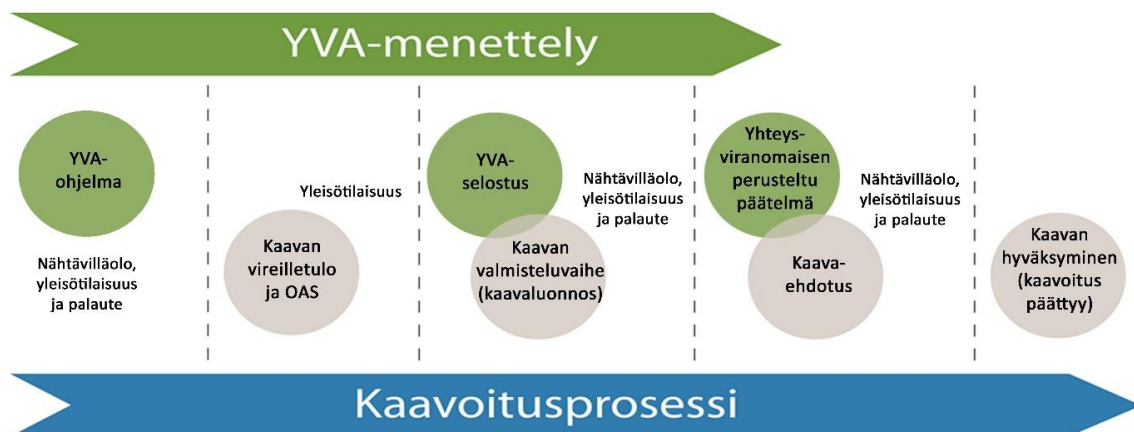 YVA-menettely
YVA-
ohjelma
Nähtävilläolo,
yleisötilaisuus
ja palaute
Yleisötilaisuus
Kaavan
vireilletulo
ja OAS
YVA-
selostus
Nähtävilläolo,
yleisötilaisuus
ja palaute
Kaavan
valmisteluvaihe
(kaavaluonnos)
Yhteys-
viranomaisen
perusteltu
päätelmä
Nähtävilläolo,
yleisötilaisuus
ja palaute
Kaava-
ehdotus
Kaavan
hyväksyminen
(kaavoitus
päättyy)
Kaavoitusprosessi